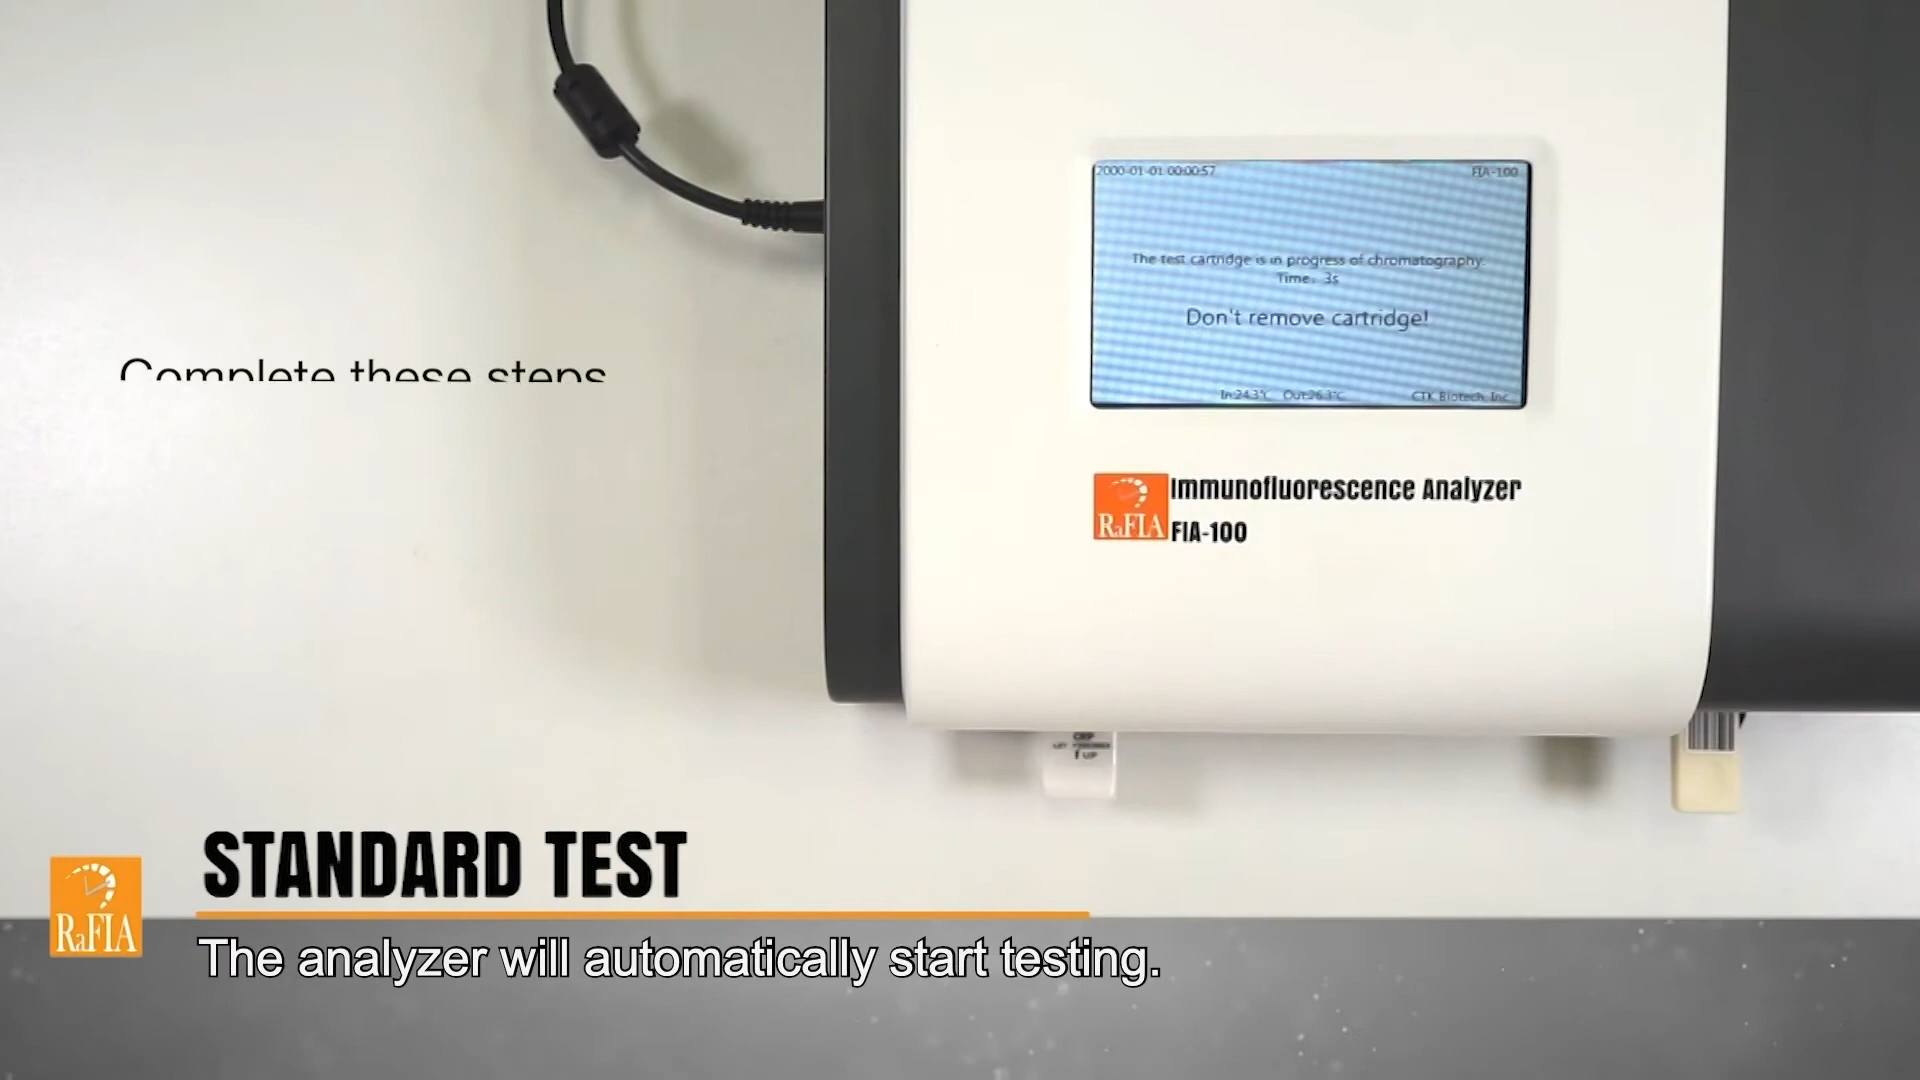 2000-01-01 00:00:57
FIA-100
The test cartridge is in progress of chromatography.
Time: 3s
Don't remove cartridge!
In:24.3°C Out:26.3°C
CTK Biotech, Inc.
Complete these steps
RaFIA
Immunofluorescence Analyzer
FIA-100
CRP
UP
STANDARD TEST
RaFIA
The analyzer will automatically start testing.